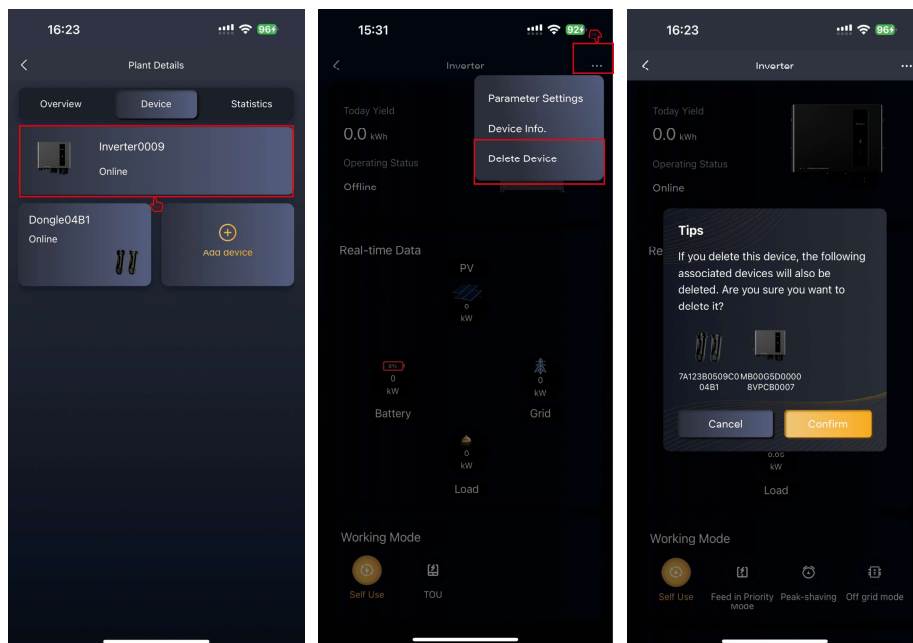 16:23
96
Plant Details
Overview
Device
Statistics
Inverter0009
Online
Dongle04B1
Online
Add device
15:31
92
Inverter
...
Parameter Settings
Device Info.
Delete Device
Today Yield
0.0 kWh
Operating Status
Offline
Real-time Data
PV
0
kW
0%
0
kW
Battery
0
kW
Grid
0
kW
Load
Working Mode
Self Use
TOU
16:23
96
Inverter
...
Today Yield
0.0 kWh
Operating Status
Online
Re
Tips
If you delete this device, the following
associated devices will also be
deleted. Are you sure you want to
delete it?
7A123B0509C0
04B1
MB00G5D0000
8VPCB0007
Cancel
Confirm
0.06
kW
Load
Working Mode
Self Use
Feed in Priority
Mode
Peak-shaving
Off grid mode